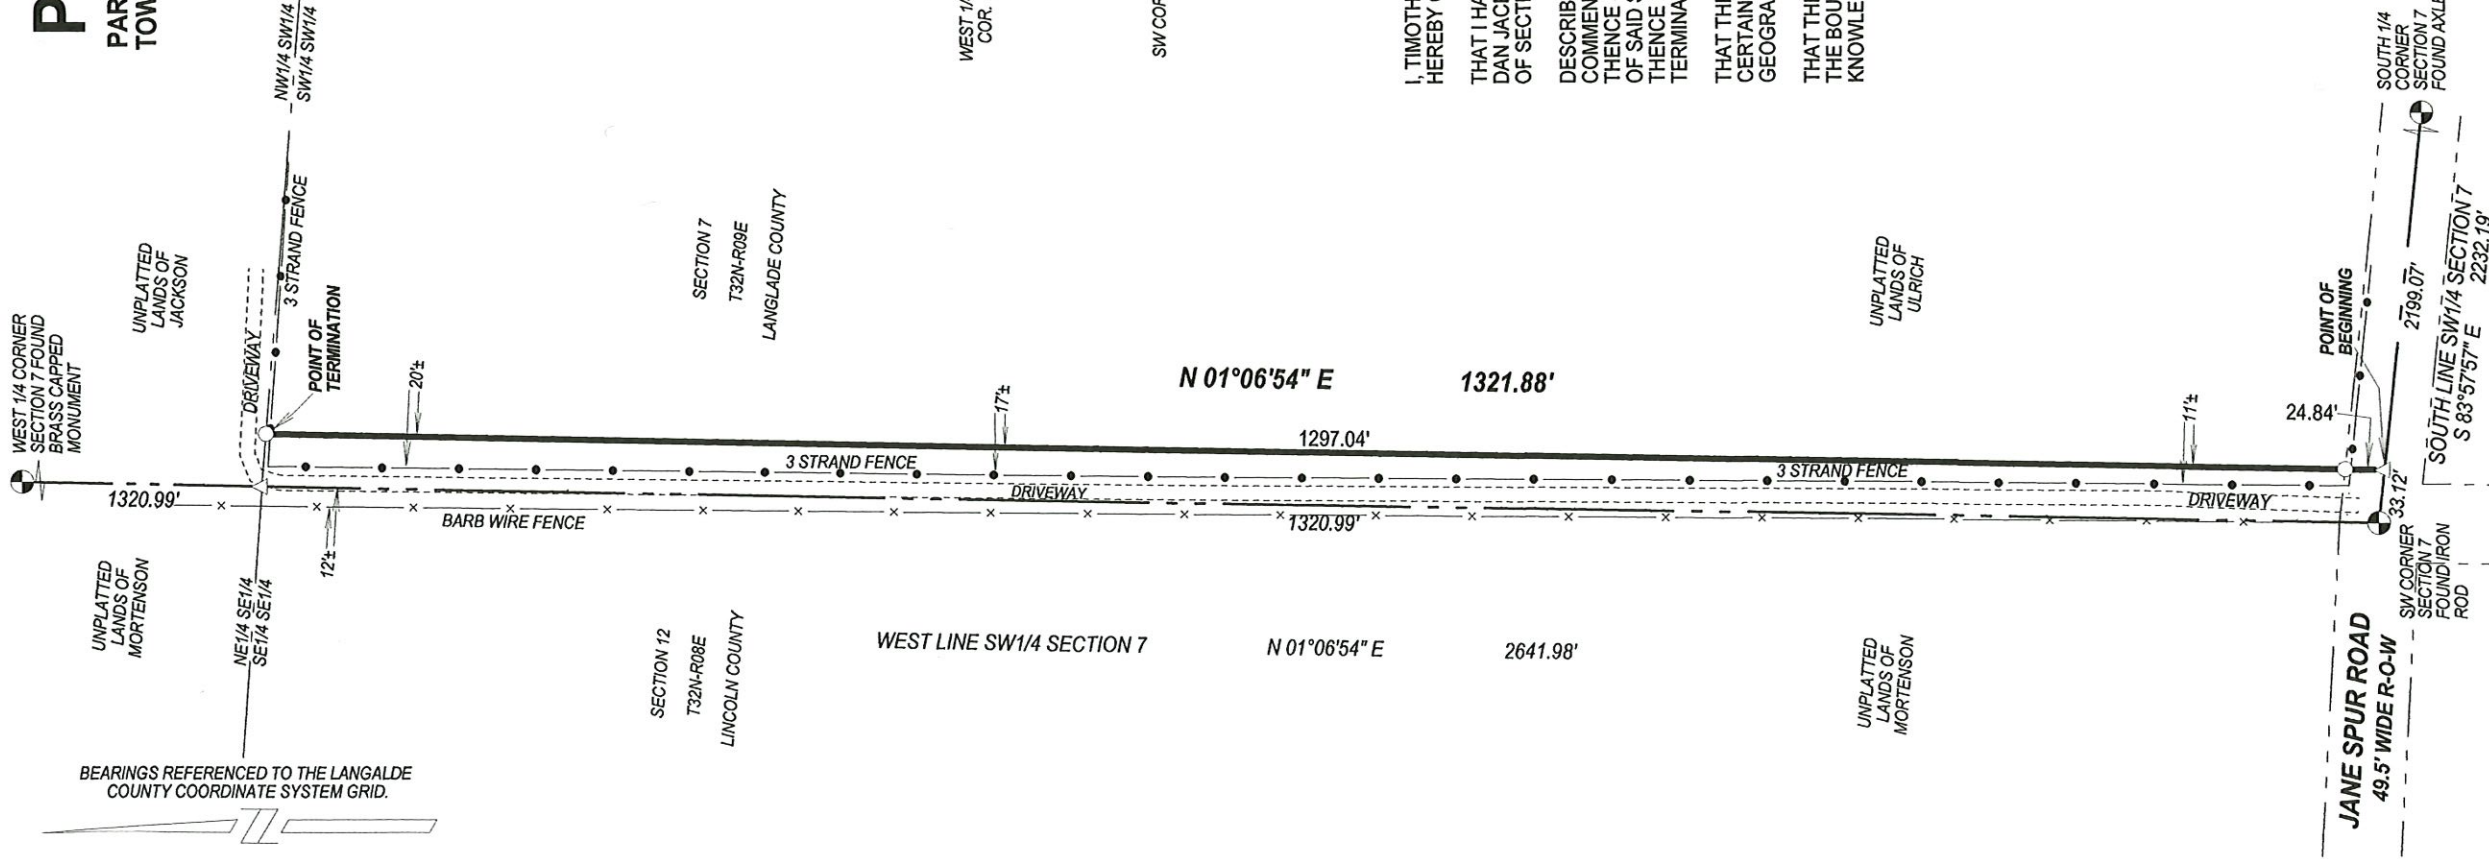 P
PAR
TOW
NW1/4 SW1/4
SW1/4 SW1/4
WEST 1/
COR.
SW COR
I, TIMOTH
HEREBY
THAT I HA
DAN JACK
OF SECTI
DESCRIB
COMMEN
THENCE
OF SAID S
THENCE
TERMINA
THAT THE
CERTAIN
GEOGRA
THAT THE
THE BOU
KNOWLE
SOUTH 1/4
CORNER
SECTION 7
FOUND AXLE
WEST 1/4 CORNER
SECTION 7 FOUND
BRASS CAPPED
MONUMENT
UNPLATTED
LANDS OF
JACKSON
DRIVEWAY
3 STRAND FENCE
POINT OF
TERMINATION
20'±
SECTION 7
T32N-R09E
LANGLADE COUNTY
17'±
N 01°06'54" E
1321.88'
1297.04'
UNPLATTED
LANDS OF
ULRICH
11'±
24.84'
POINT OF
BEGINNING
2199.07'
SOUTH LINE SW1/4 SECTION 7
S 83°57'57" E 2232.19'
3 STRAND FENCE
3 STRAND FENCE
DRIVEWAY
DRIVEWAY
1320.99'
BARB WIRE FENCE
1320.99'
33.12'
12'±
UNPLATTED
LANDS OF
MORTENSON
NE1/4 SE1/4
SE1/4 SE1/4
SECTION 12
T32N-R08E
LINCOLN COUNTY
WEST LINE SW1/4 SECTION 7
N 01°06'54" E
2641.98'
UNPLATTED
LANDS OF
MORTENSON
JANE SPUR ROAD
49.5' WIDE R-O-W
SW CORNER
SECTION 7
FOUND IRON
ROD
BEARINGS REFERENCED TO THE LANGALDE
COUNTY COORDINATE SYSTEM GRID.